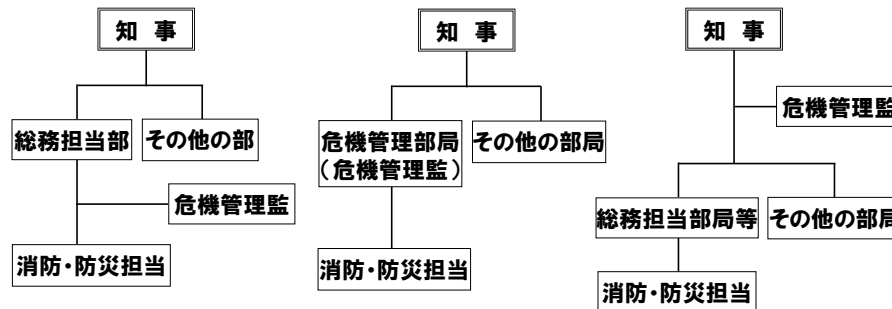 知事
総務担当部
その他の部
危機管理監
消防・防災担当
知事
危機管理部局
(危機管理監)
その他の部局
消防・防災担当
知事
危機管理監
総務担当部局等
その他の部局
消防・防災担当